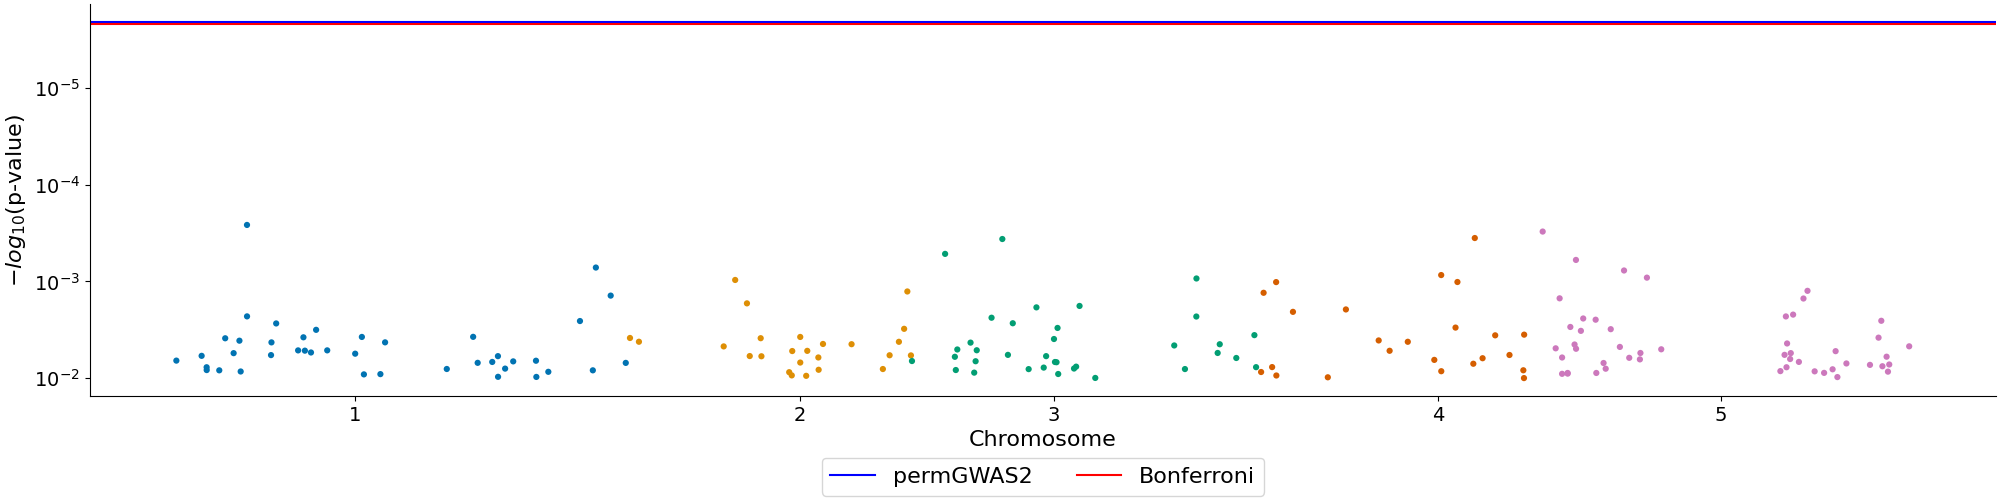 10⁻⁵
10⁻⁴
10⁻³
10⁻²
−log₁₀(p-value)
1 2 3 4 5
Chromosome
permGWAS2 Bonferroni